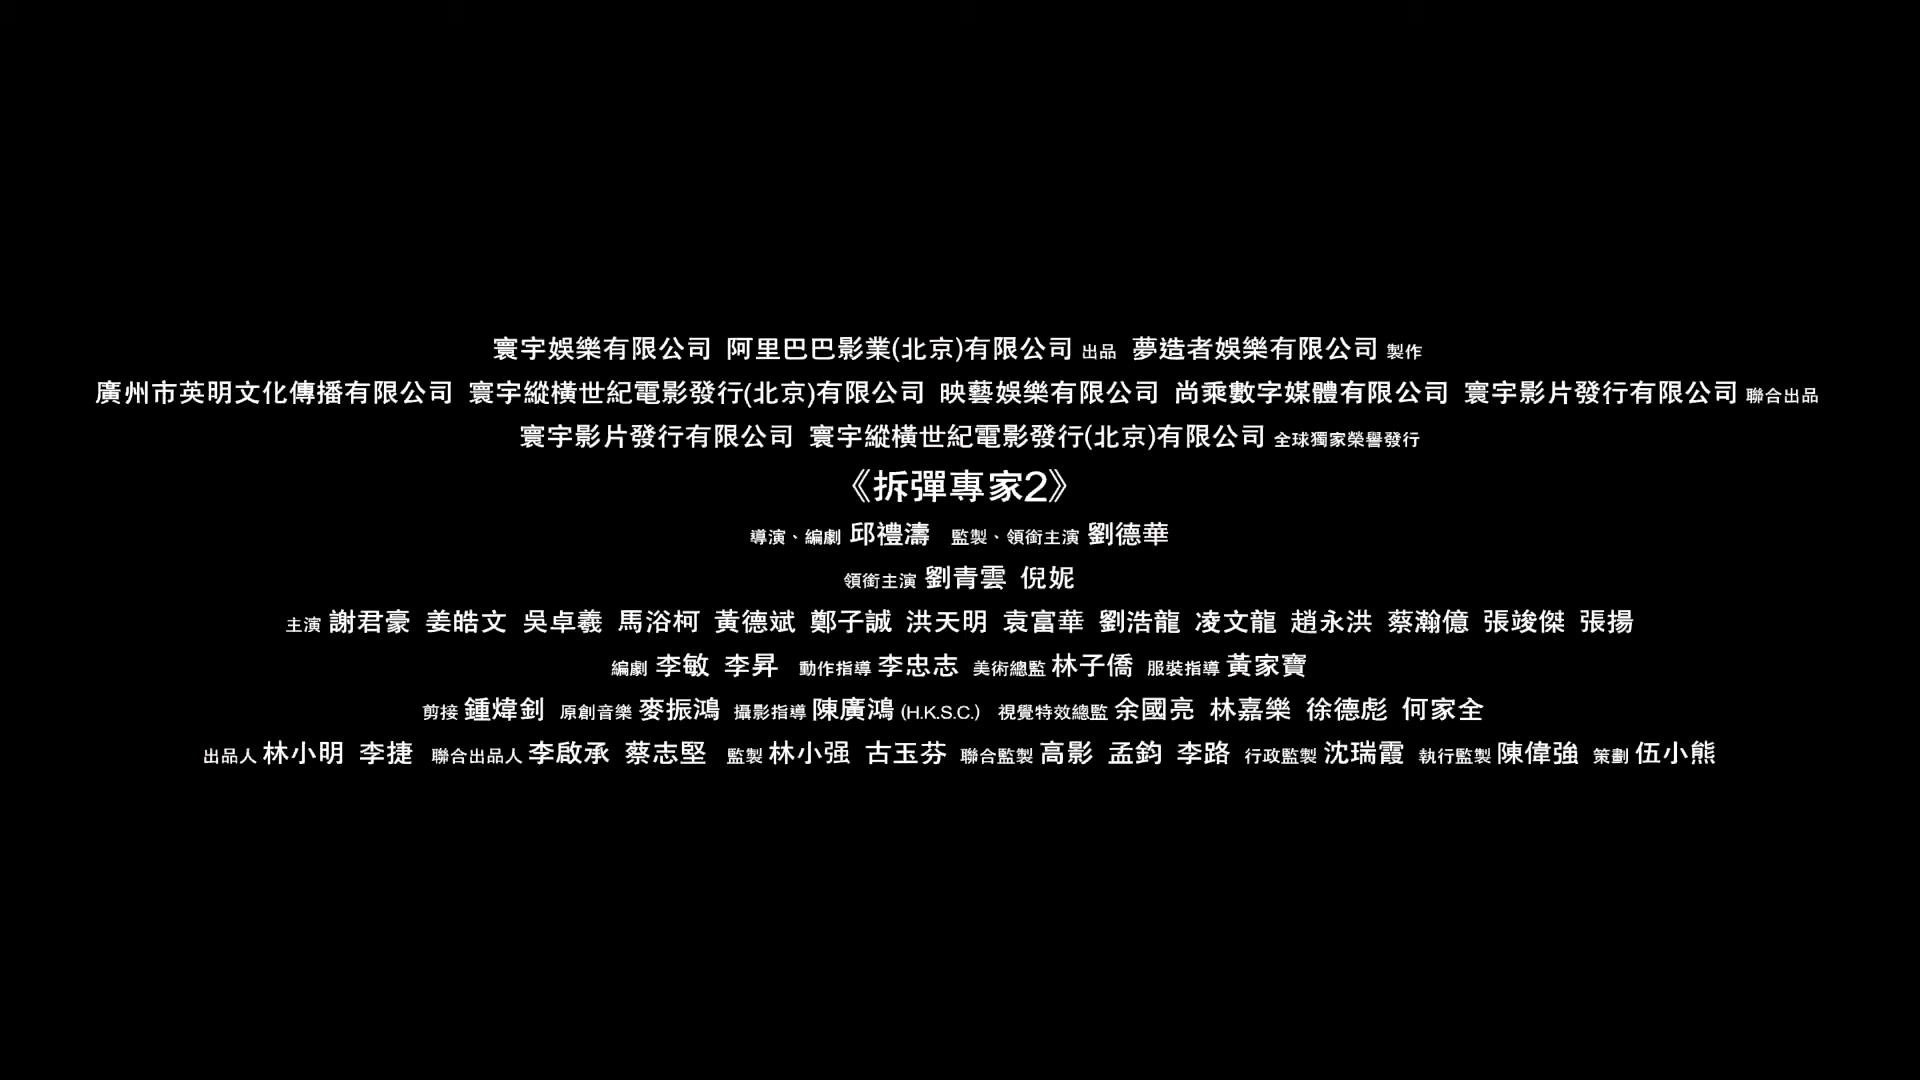 寰宇娛樂有限公司 阿里巴巴影業(北京)有限公司 出品 夢造者娛樂有限公司 製作
廣州市英明文化傳播有限公司 寰宇縱橫世紀電影發行(北京)有限公司 映藝娛樂有限公司 尚乘數字媒體有限公司 寰宇影片發行有限公司 聯合出品
寰宇影片發行有限公司 寰宇縱橫世紀電影發行(北京)有限公司 全球獨家榮譽發行
《拆彈專家2》
導演、編劇 邱禮濤 監製、領銜主演 劉德華
領銜主演 劉青雲 倪妮
主演 謝君豪 姜皓文 吳卓羲 馬浴柯 黃德斌 鄭子誠 洪天明 袁富華 劉浩龍 凌文龍 趙永洪 蔡瀚億 張竣傑 張揚
編劇 李敏 李昇 動作指導 李忠志 美術總監 林子僑 服裝指導 黃家寶
剪接 鍾煒釗 原創音樂 麥振鴻 攝影指導 陳廣鴻 (H.K.S.C.) 視覺特效總監 余國亮 林嘉樂 徐德彪 何家全
出品人 林小明 李捷 聯合出品人 李啟承 蔡志堅 監製 林小强 古玉芬 聯合監製 高影 孟鈞 李路 行政監製 沈瑞霞 執行監製 陳偉強 策劃 伍小熊